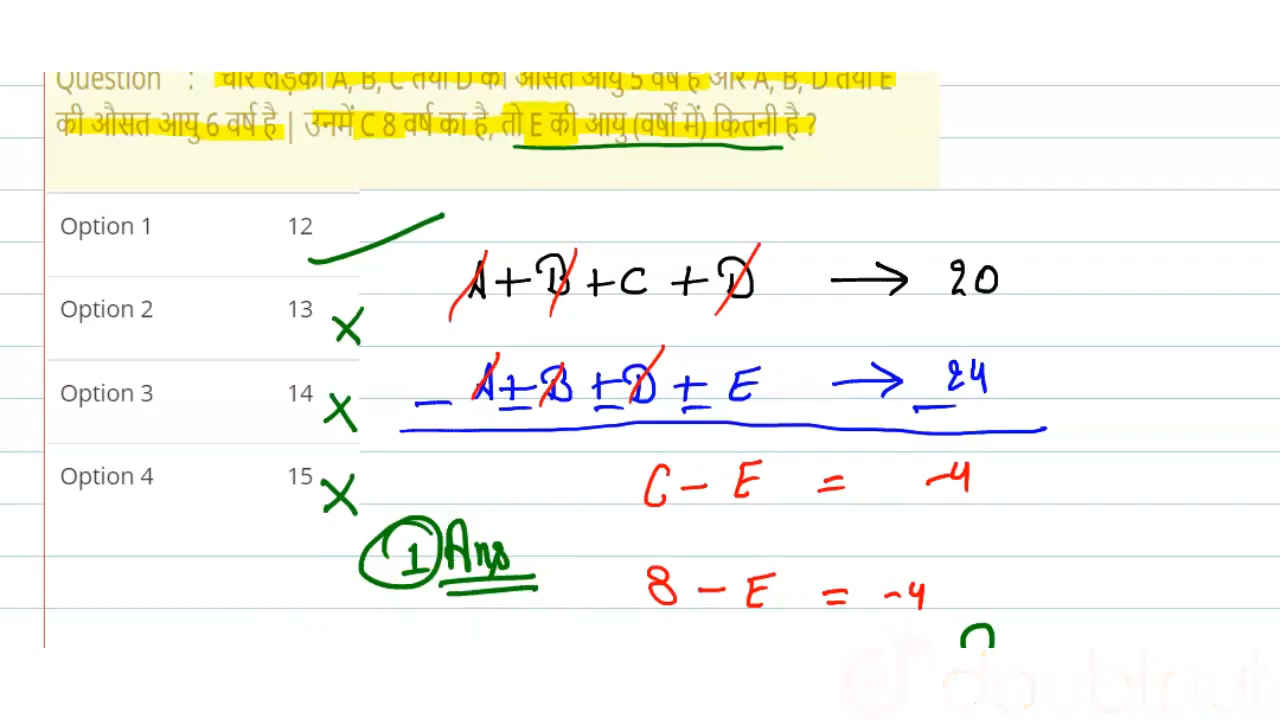 Question : चार लड़कों A, B, C तथा D की औसत आयु 5 वर्ष है और A, B, D तथा E
की औसत आयु 6 वर्ष है | उनमें C 8 वर्ष का है, तो E की आयु (वर्षों में) कितनी है ?
Option 1 12
Option 2 13
Option 3 14
Option 4 15
A + B + C + D → 20
- A + B + D + E → 24
C - E = -4
① Ans
8 - E = -4
doubtnut